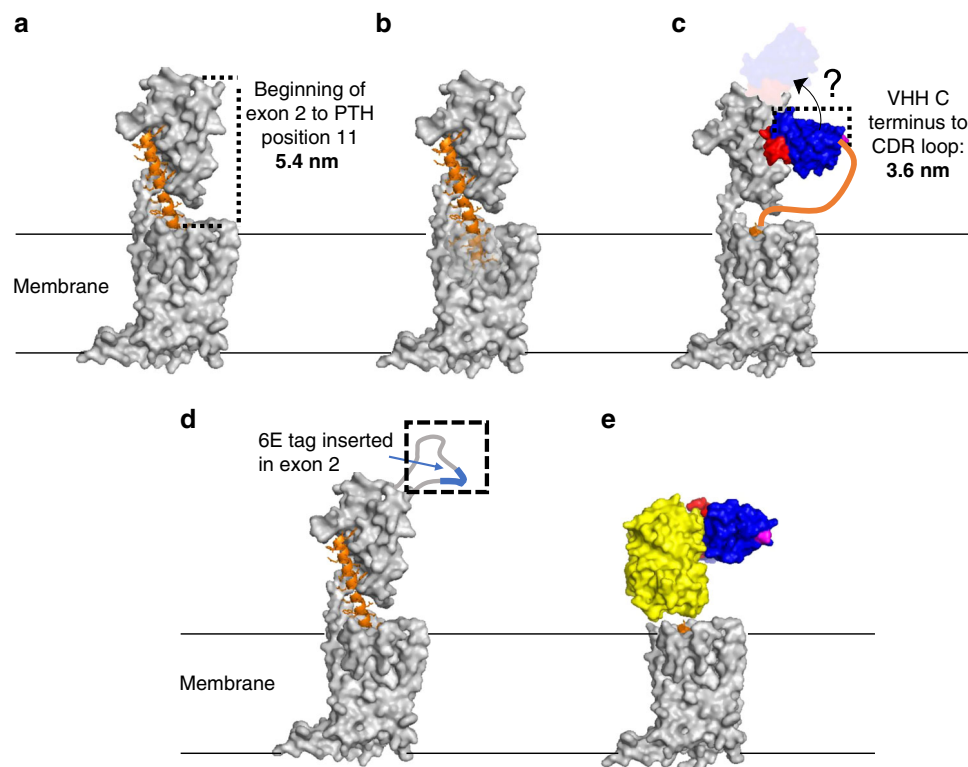 a
b
c
Beginning of
exon 2 to PTH
position 11
5.4 nm
?
VHH C
terminus to
CDR loop:
3.6 nm
Membrane
d
e
6E tag inserted
in exon 2
Membrane